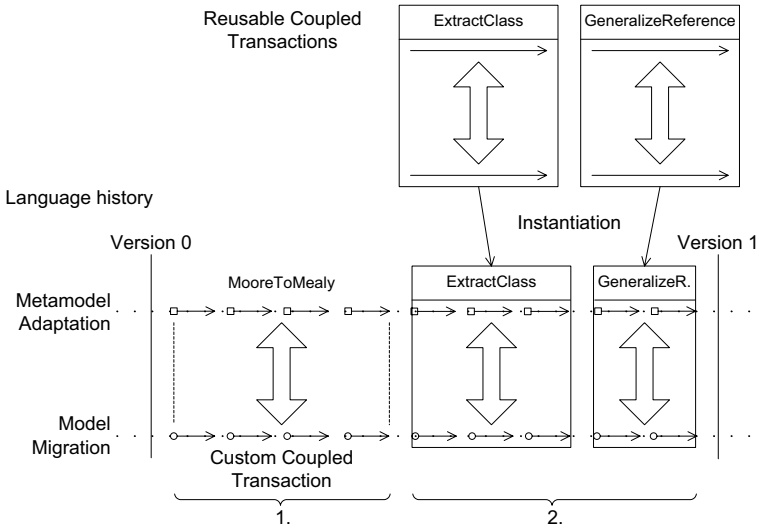 Reusable Coupled
Transactions
ExtractClass
GeneralizeReference
Language history
Instantiation
Version 0
Version 1
MooreToMealy
ExtractClass
GeneralizeR.
Metamodel
Adaptation
Model
Migration
Custom Coupled
Transaction
1.
2.